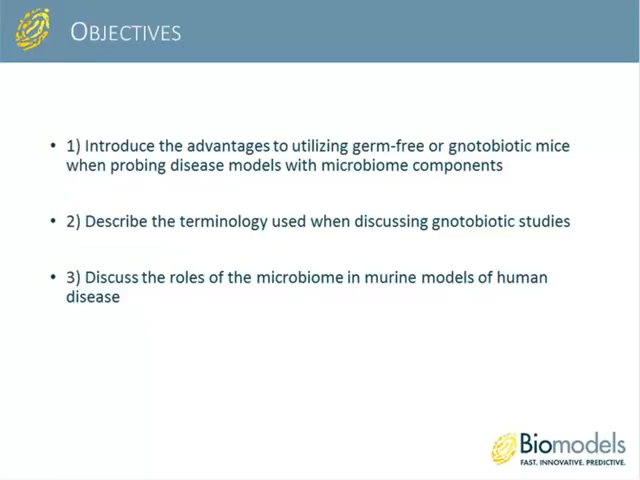 OBJECTIVES
• 1) Introduce the advantages to utilizing germ-free or gnotobiotic mice
when probing disease models with microbiome components
• 2) Describe the terminology used when discussing gnotobiotic studies
• 3) Discuss the roles of the microbiome in murine models of human
disease
Biomodels
FAST. INNOVATIVE. PREDICTIVE.